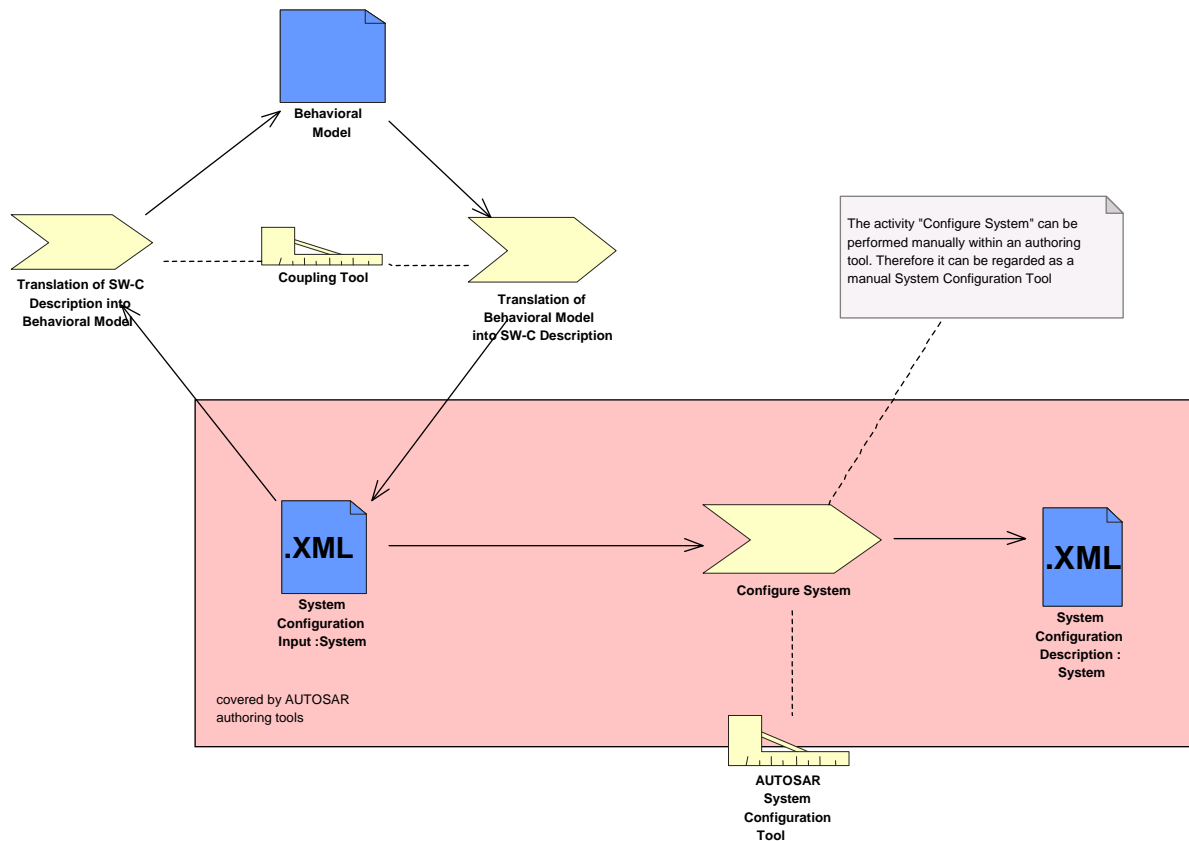 Behavioral
Model
The activity "Configure System" can be
performed manually within an authoring
tool. Therefore it can be regarded as a
manual System Configuration Tool
Translation of SW-C
Description into
Behavioral Model
Coupling Tool
Translation of
Behavioral Model
into SW-C Description
.XML
System
Configuration
Input :System
Configure System
.XML
System
Configuration
Description :
System
covered by AUTOSAR
authoring tools
AUTOSAR
System
Configuration
Tool